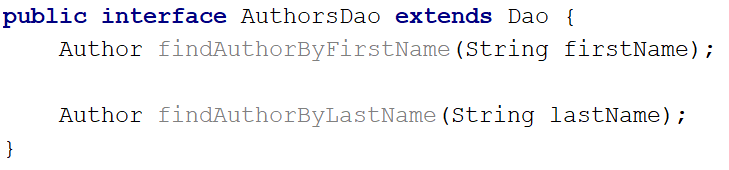 public interface AuthorsDao extends Dao {
    Author findAuthorByFirstName(String firstName);
    Author findAuthorByLastName(String lastName);
}